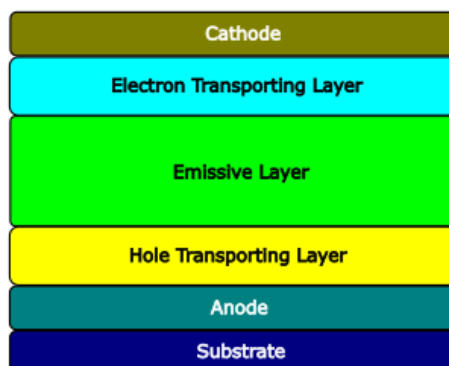 Cathode
Electron Transporting Layer
Emissive Layer
Hole Transporting Layer
Anode
Substrate